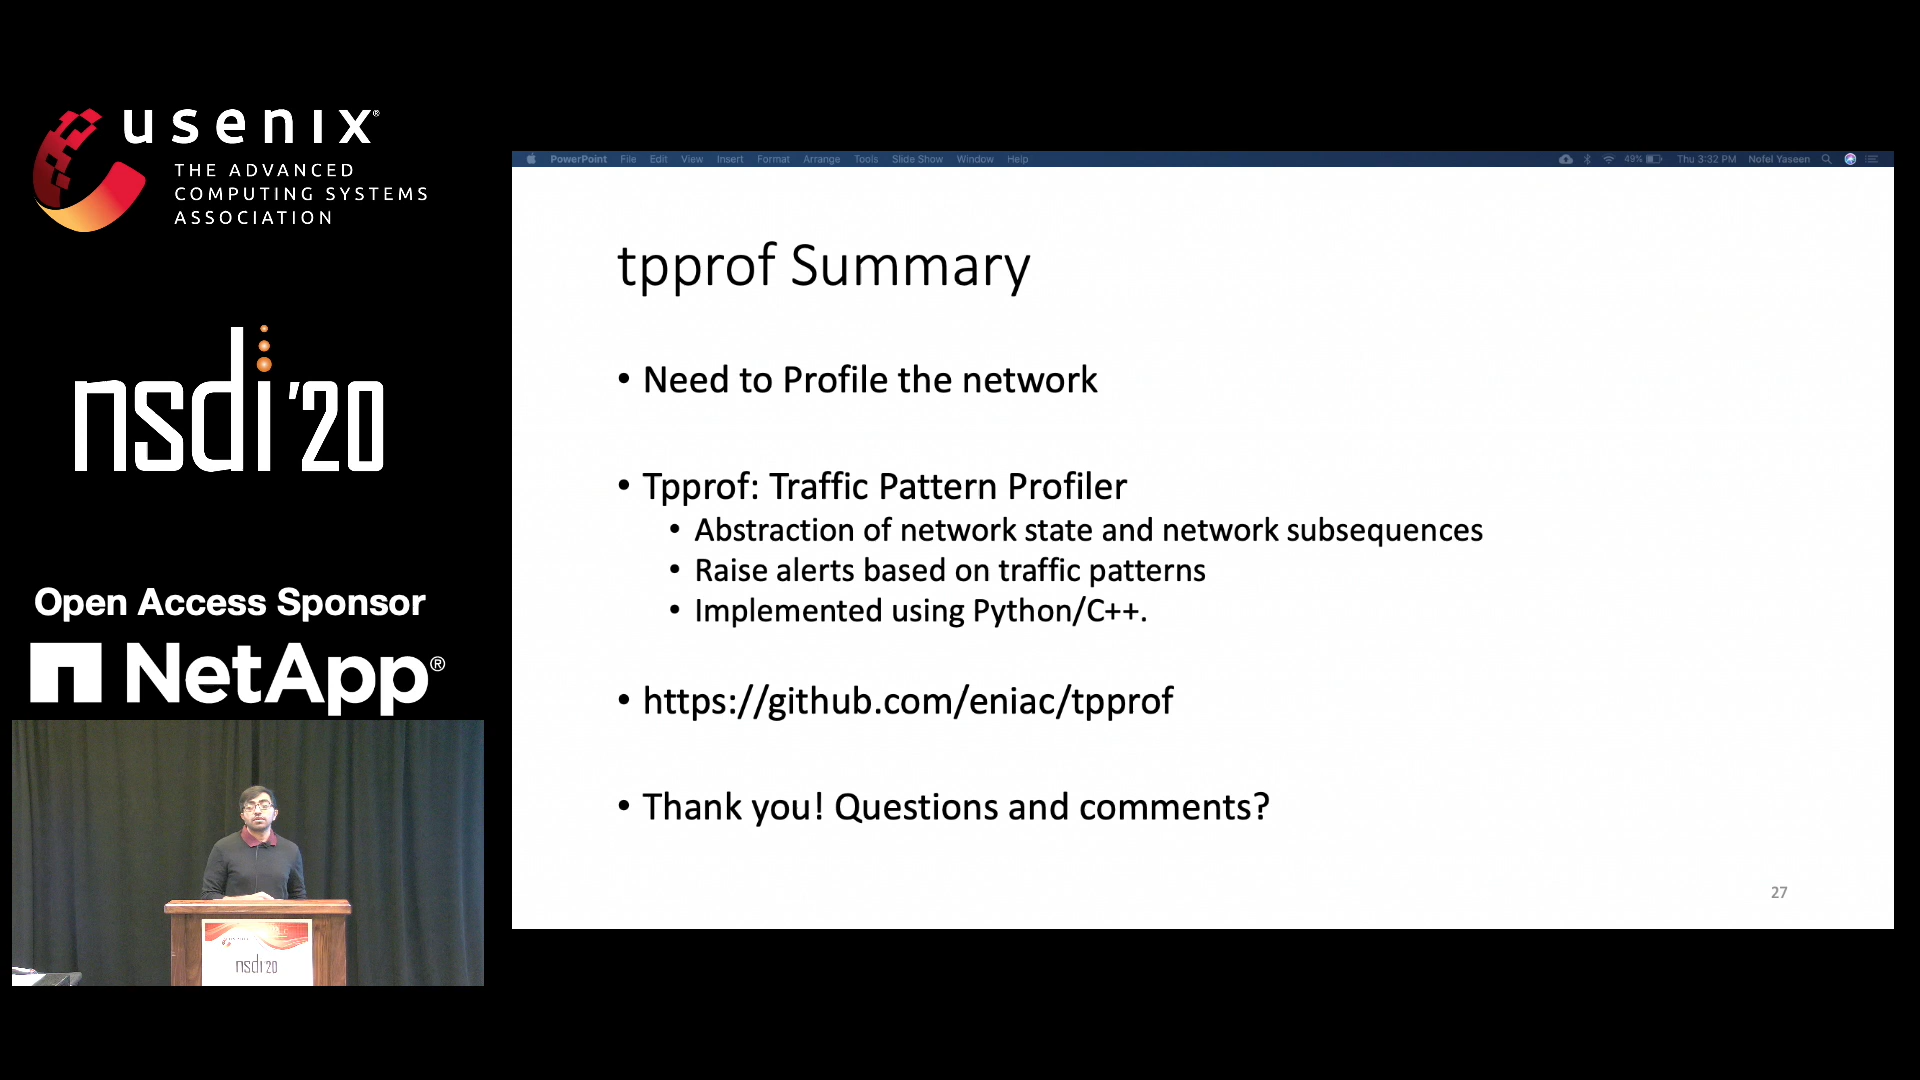 usenix®
THE ADVANCED
COMPUTING SYSTEMS
ASSOCIATION
nsdi '20
Open Access Sponsor
NetApp®
nsdi '20
PowerPoint File Edit View Insert Format Arrange Tools Slide Show Window Help
49% Thu 3:32 PM Nofel Yaseen
tpprof Summary
• Need to Profile the network
• Tpprof: Traffic Pattern Profiler
• Abstraction of network state and network subsequences
• Raise alerts based on traffic patterns
• Implemented using Python/C++.
• https://github.com/eniac/tpprof
• Thank you! Questions and comments?
27